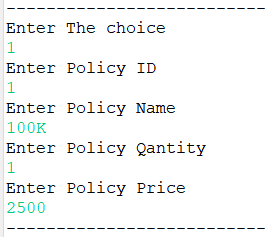 --------------------------
Enter The choice
1
Enter Policy ID
1
Enter Policy Name
100K
Enter Policy Qantity
1
Enter Policy Price
2500
--------------------------